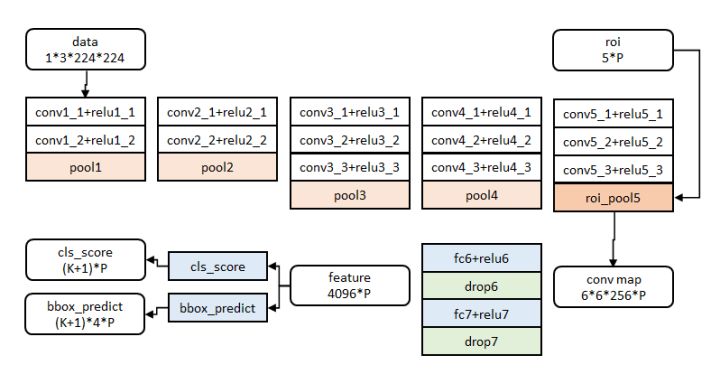 data
1*3*224*224
roi
5*P
conv1_1+relu1_1
conv1_2+relu1_2
pool1
conv2_1+relu2_1
conv2_2+relu2_2
pool2
conv3_1+relu3_1
conv3_2+relu3_2
conv3_3+relu3_3
pool3
conv4_1+relu4_1
conv4_2+relu4_2
conv4_3+relu4_3
pool4
conv5_1+relu5_1
conv5_2+relu5_2
conv5_3+relu5_3
roi_pool5
cls_score
(K+1)*P
bbox_predict
(K+1)*4*P
cls_score
bbox_predict
feature
4096*P
fc6+relu6
drop6
fc7+relu7
drop7
conv map
6*6*256*P